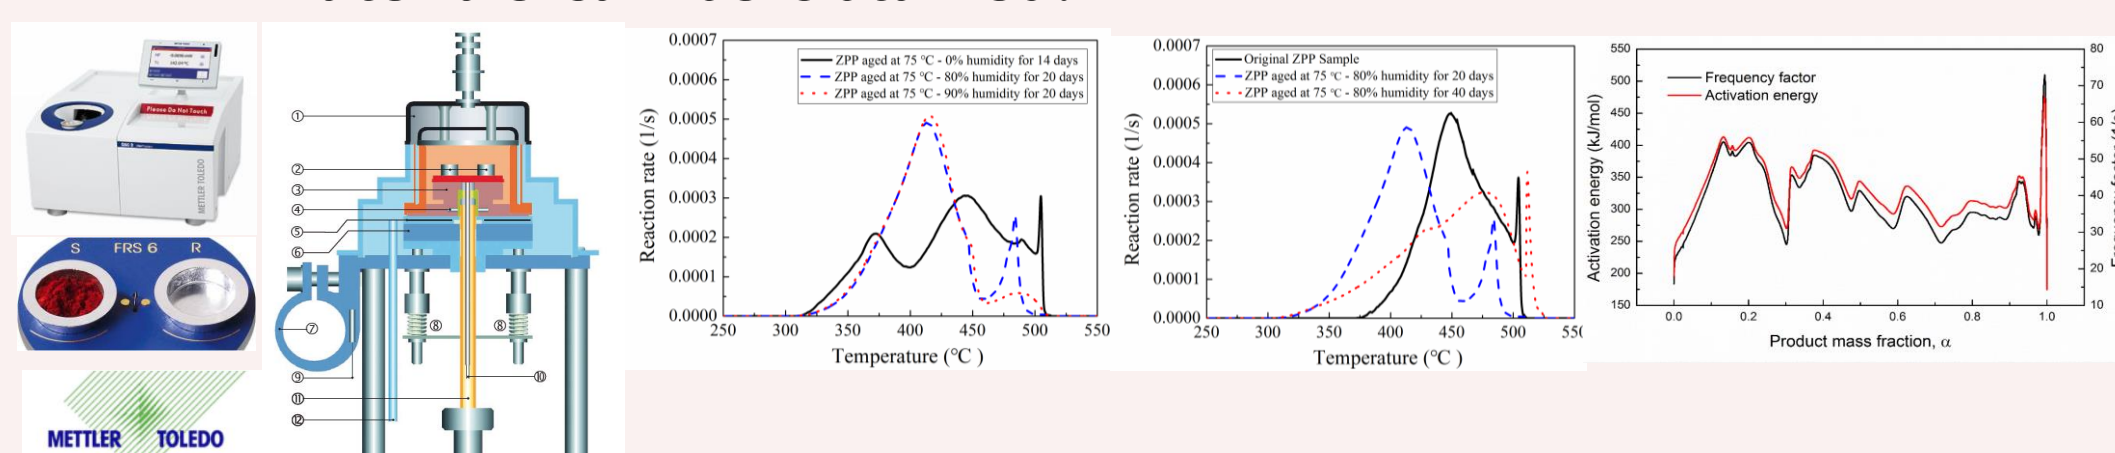 Please Do Not Touch
METTLER TOLEDO
S FRS 6 R
METTLER TOLEDO
①
②
③
④
⑤
⑥
⑦
⑧ ⑧
⑨
⑩
⑪
⑫
0.0007
0.0006
0.0005
0.0004
0.0003
0.0002
0.0001
0.0000
Reaction rate (1/s)
ZPP aged at 75 ℃ - 0% humidity for 14 days
ZPP aged at 75 ℃ - 80% humidity for 20 days
ZPP aged at 75 ℃ - 90% humidity for 20 days
250 300 350 400 450 500 550
Temperature (℃ )
0.0007
0.0006
0.0005
0.0004
0.0003
0.0002
0.0001
0.0000
Reaction rate (1/s)
Original ZPP Sample
ZPP aged at 75 ℃ - 80% humidity for 20 days
ZPP aged at 75 ℃ - 80% humidity for 40 days
250 300 350 400 450 500
Temperature (℃ )
550
500
450
400
350
300
250
200
150
Activation energy (kJ/mol)
Frequency factor
Activation energy
80
70
60
50
40
30
20
10
0.0 0.2 0.4 0.6 0.8 1.0
Product mass fraction, α